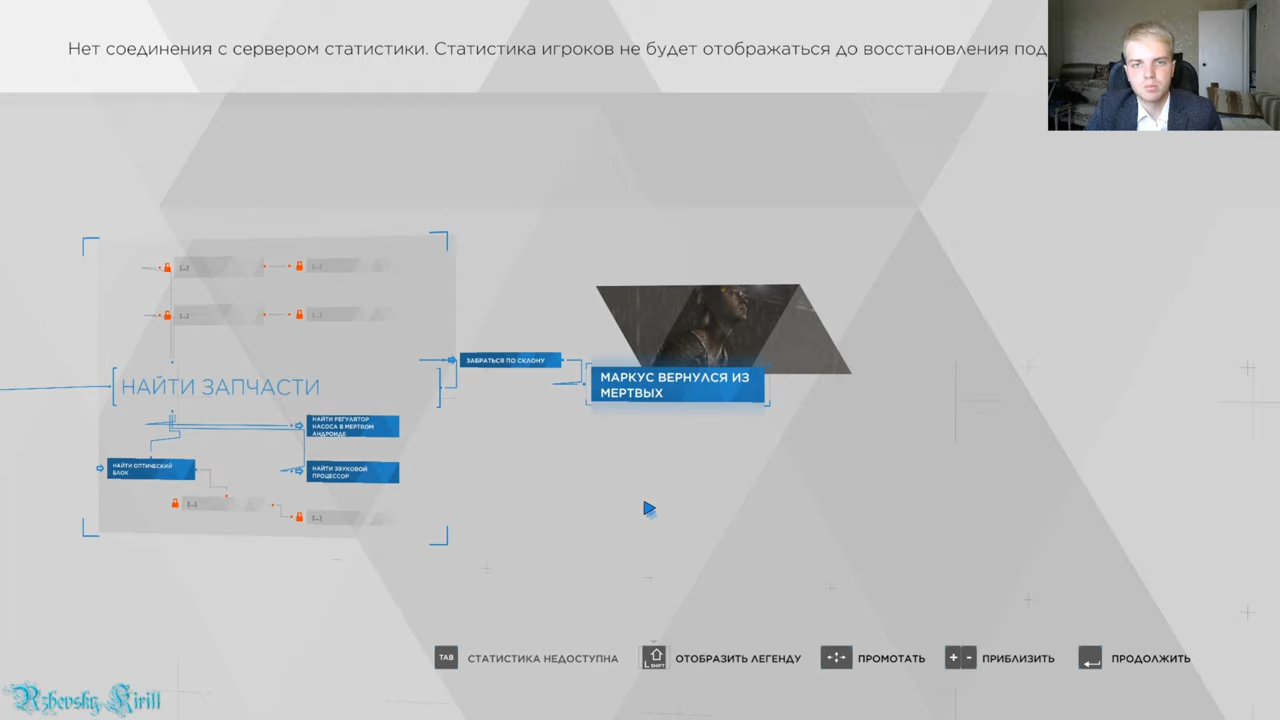 Нет соединения с сервером статистики. Статистика игроков не будет отображаться до восстановления под
[...]
[...]
[...]
[...]
ЗАБРАТЬСЯ ПО СКЛОНУ
НАЙТИ ЗАПЧАСТИ
МАРКУС ВЕРНУЛСЯ ИЗ
МЕРТВЫХ
НАЙТИ РЕГУЛЯТОР
НАСОСА В МЕРТВОМ
АНДРОИДЕ
НАЙТИ ОПТИЧЕСКИЙ
БЛОК
НАЙТИ ЗВУКОВОЙ
ПРОЦЕССОР
[...]
[...]
TAB СТАТИСТИКА НЕДОСТУПНА L SHIFT ОТОБРАЗИТЬ ЛЕГЕНДУ ПРОМОТАТЬ + - ПРИБЛИЗИТЬ ПРОДОЛЖИТЬ
Rzhevsky Kirill